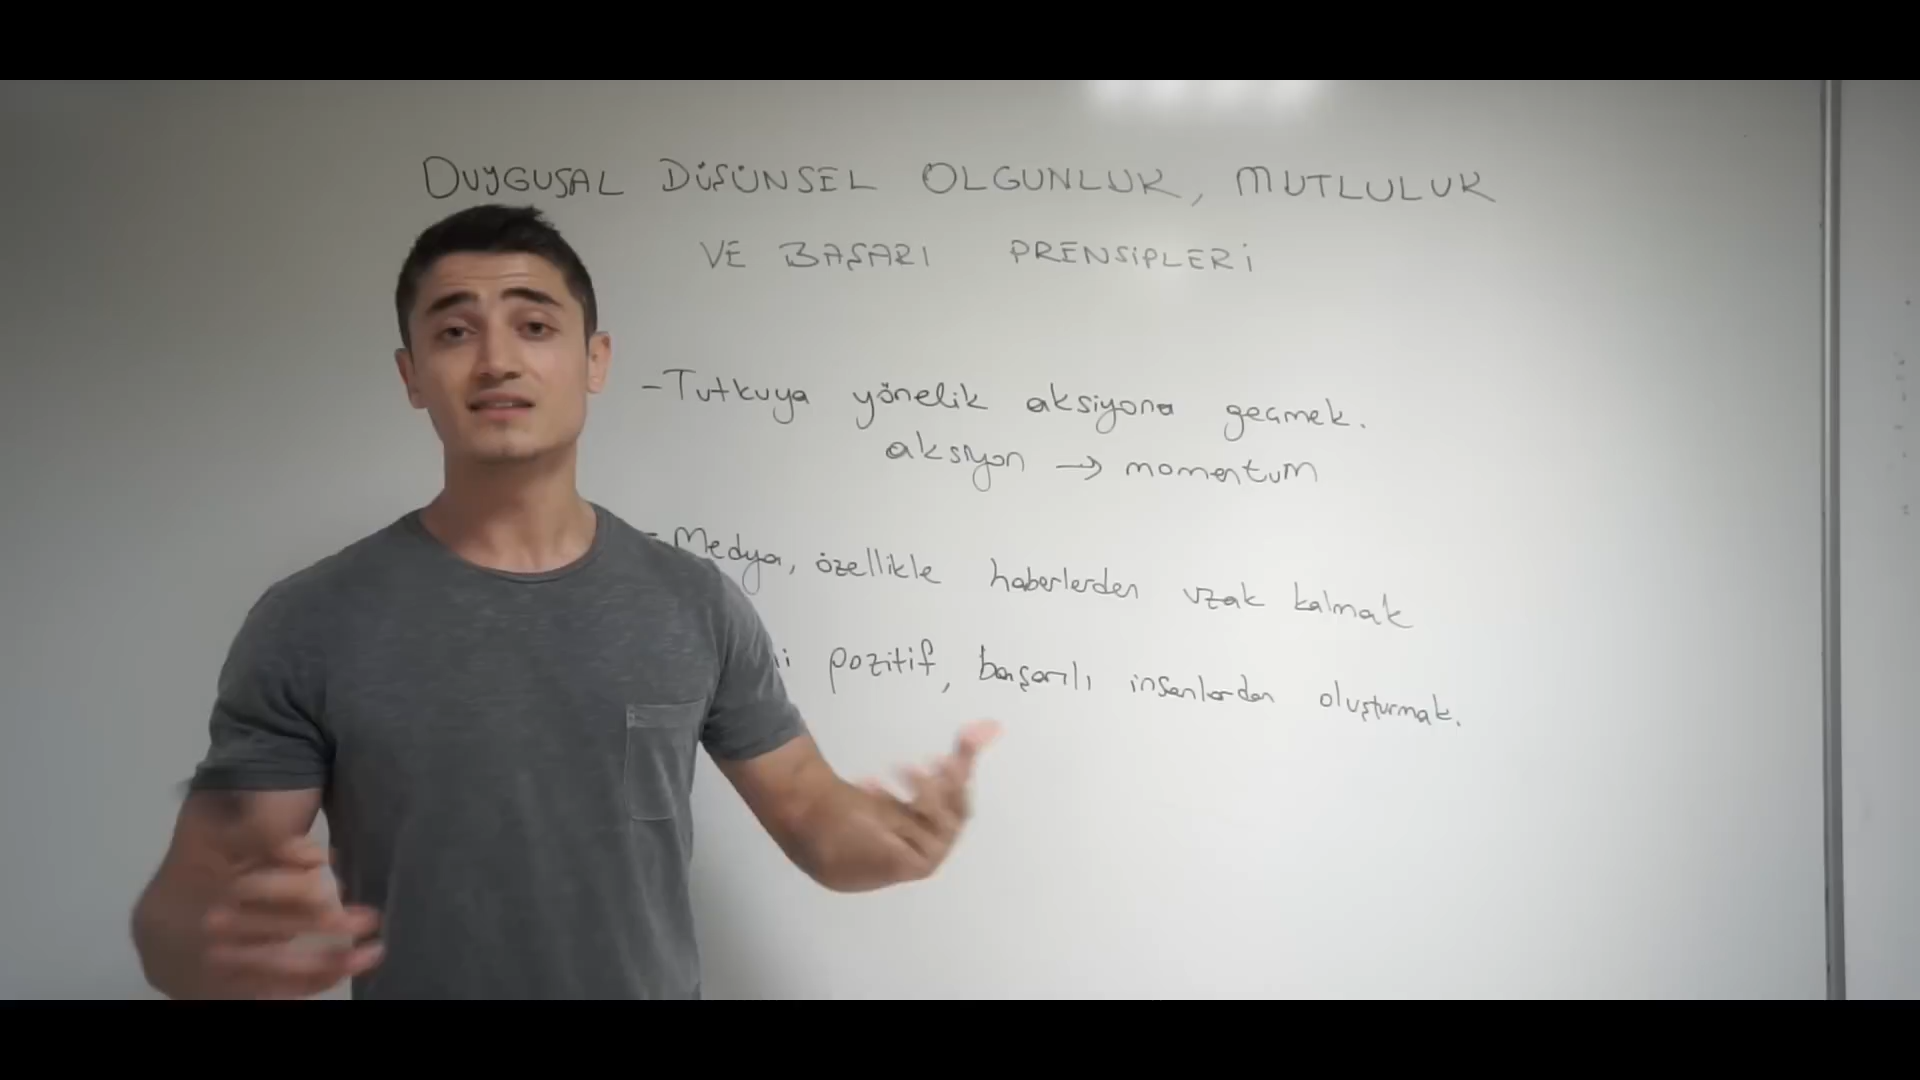 DUYGUSAL DÜŞÜNSEL OLGUNLUK, MUTLULUK
VE BAŞARI PRENSİPLERİ
-Tutkuya yönelik aksiyona geçmek.
aksiyon → momentum
- Medya, özellikle haberlerden uzak kalmak
pozitif, başarılı insanlardan oluşturmak.